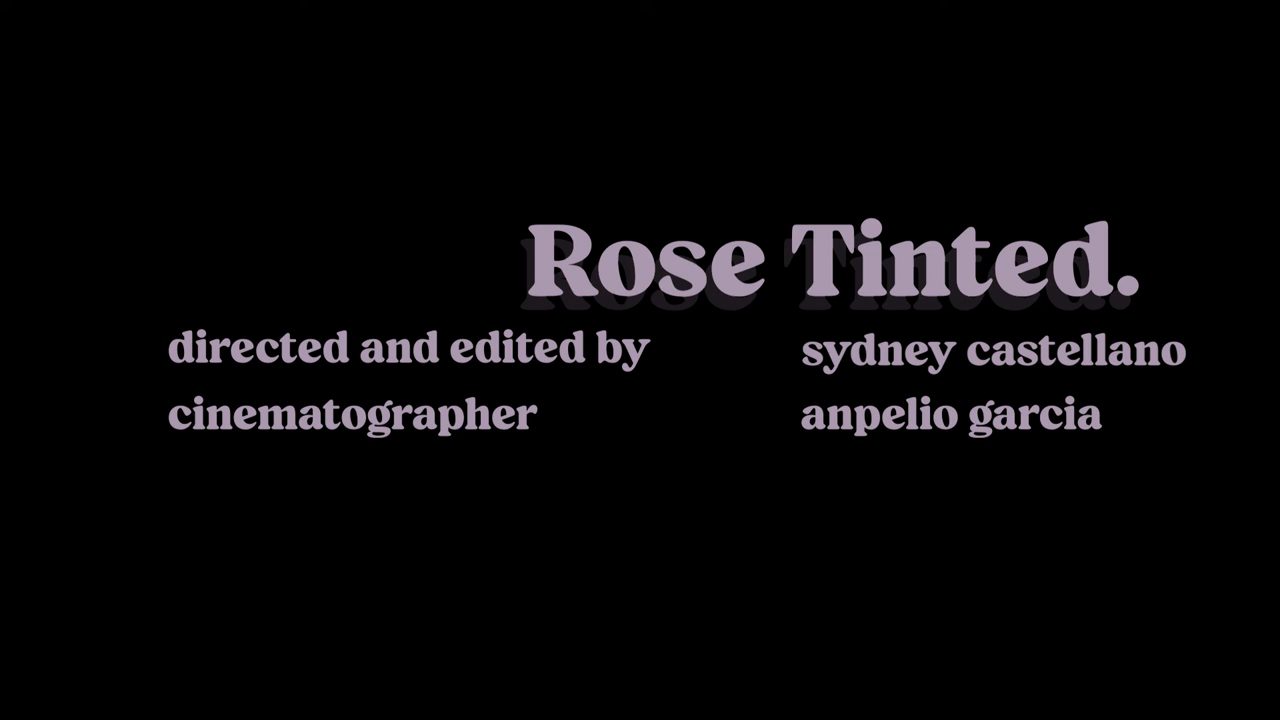 Rose Tinted.
directed and edited by sydney castellano
cinematographer anpelio garcia